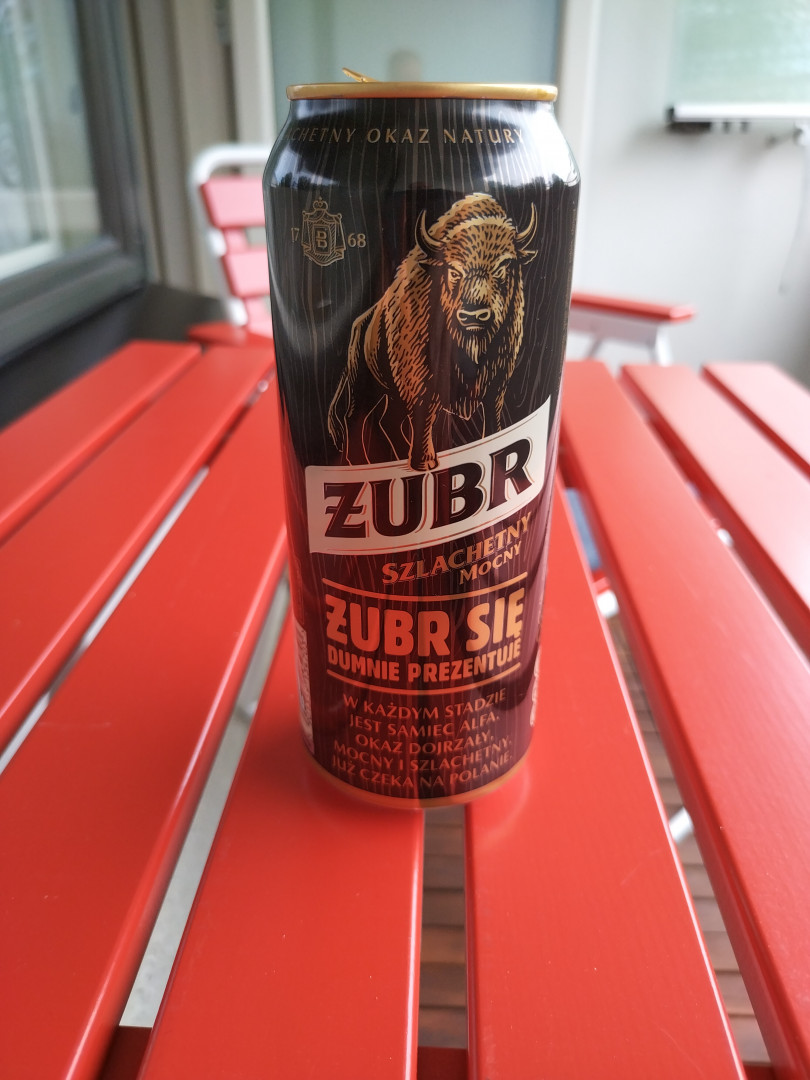 CHETNY OKAZ NATURY
17 B 68
ŻUBR
SZLACHETNY
MOCNY
ŻUBR SIĘ
DUMNIE PREZENTUJE
W KAŻDYM STADZIE
JEST SAMIEC ALFA.
OKAZ DOJRZAŁY,
MOCNY I SZLACHETNY.
JUŻ CZEKA NA POLANIE.